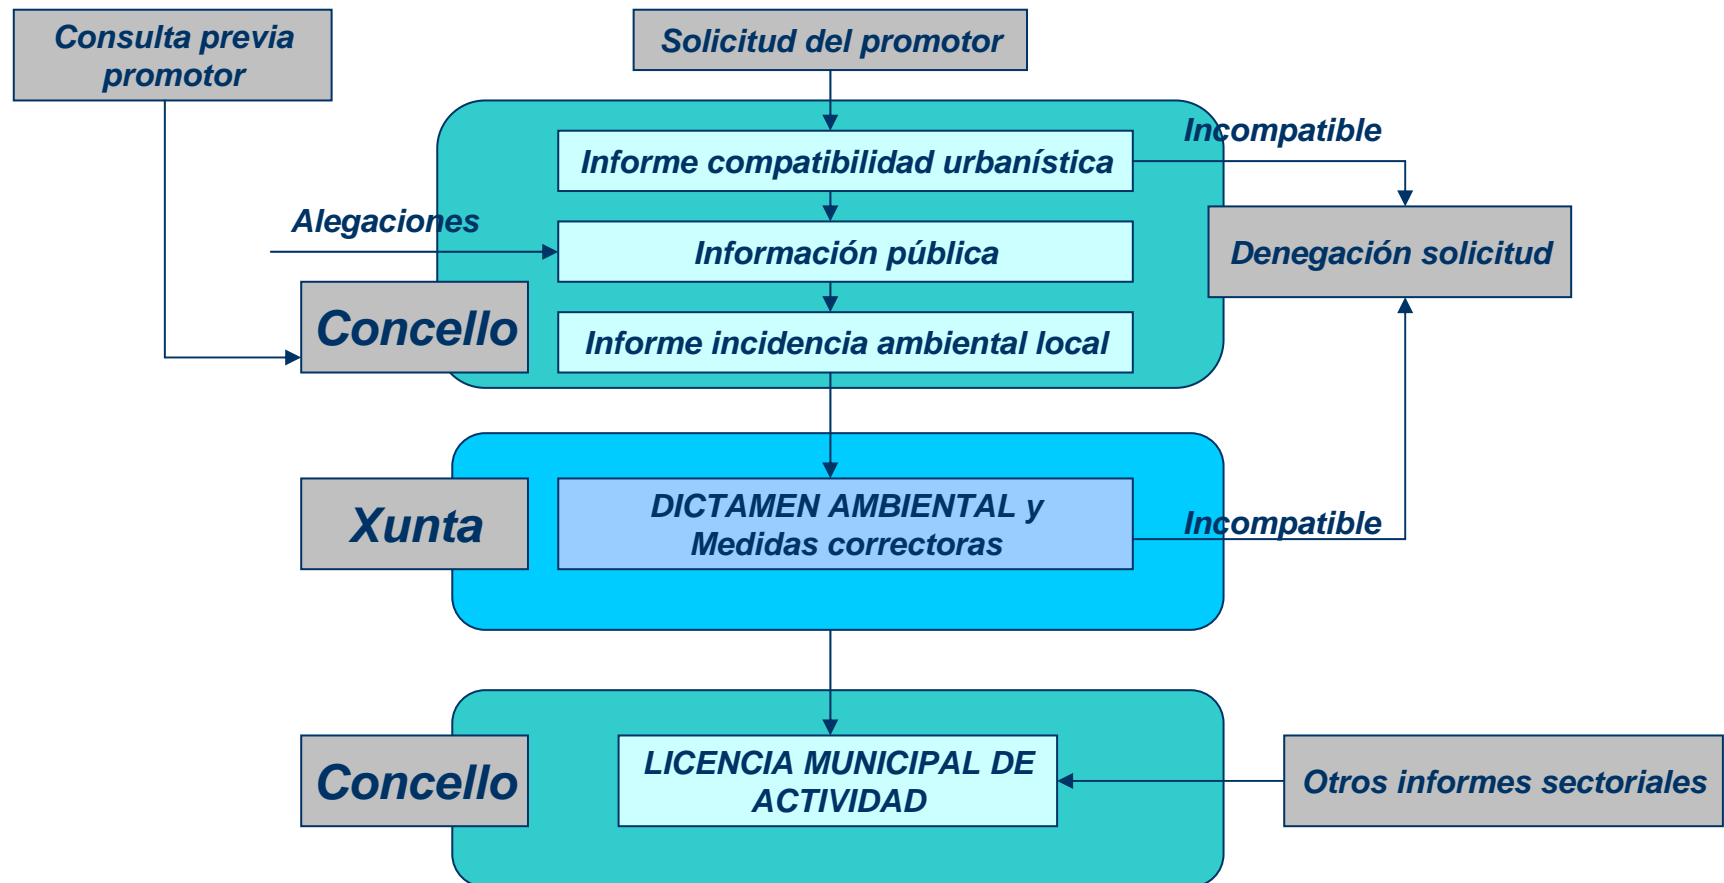 Consulta previa
promotor
Solicitud del promotor
Incompatible
Informe compatibilidad urbanística
Alegaciones
Información pública
Denegación solicitud
Concello
Informe incidencia ambiental local
Xunta
DICTAMEN AMBIENTAL y
Medidas correctoras
Incompatible
Concello
LICENCIA MUNICIPAL DE
ACTIVIDAD
Otros informes sectoriales